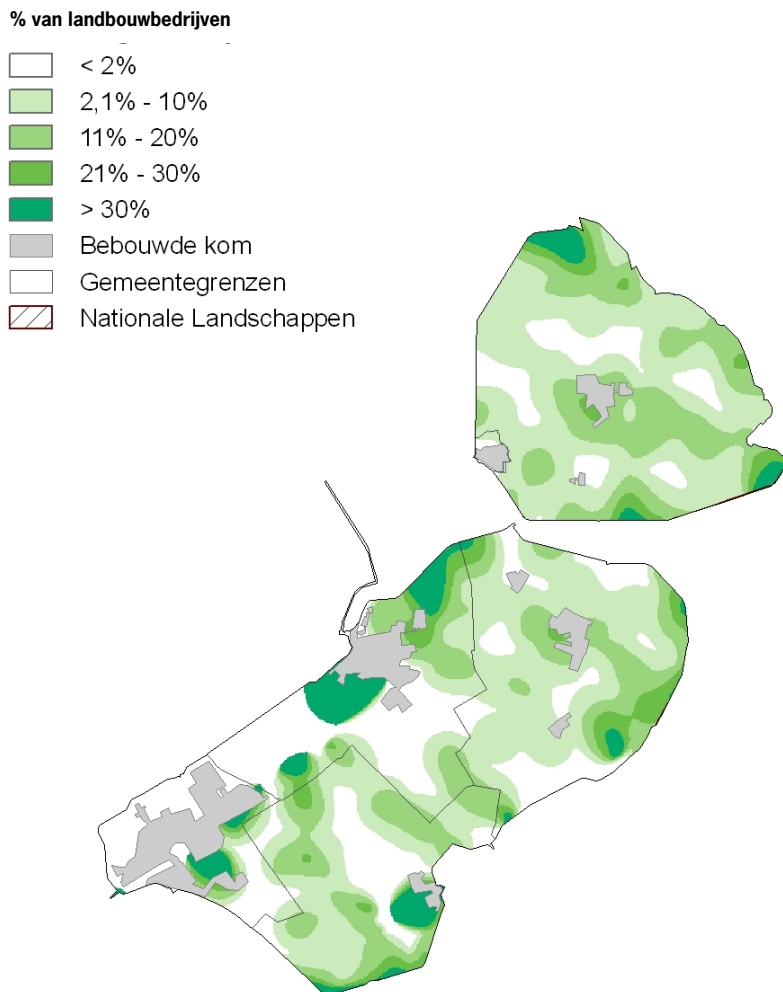 % van landbouwbedrijven
< 2%
2,1% - 10%
11% - 20%
21% - 30%
> 30%
Bebouwde kom
Gemeentegrenzen
Nationale Landschappen